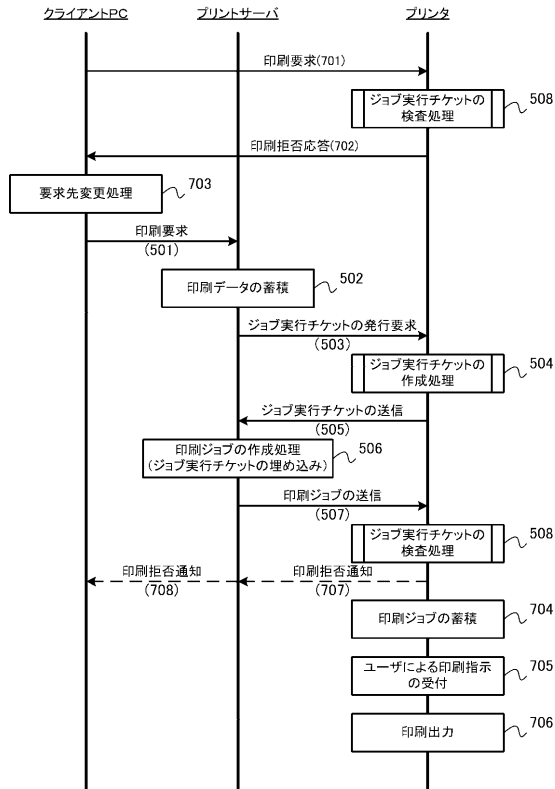 クライアントPC
プリントサーバ
プリンタ
印刷要求(701)
ジョブ実行チケットの
検査処理
508
印刷拒否応答(702)
要求先変更処理
703
印刷要求
(501)
印刷データの蓄積
502
ジョブ実行チケットの発行要求
(503)
ジョブ実行チケットの
作成処理
504
ジョブ実行チケットの送信
(505)
印刷ジョブの作成処理
(ジョブ実行チケットの埋め込み)
506
印刷ジョブの送信
(507)
ジョブ実行チケットの
検査処理
508
印刷拒否通知
(708)
印刷拒否通知
(707)
印刷ジョブの蓄積
704
ユーザによる印刷指示
の受付
705
印刷出力
706